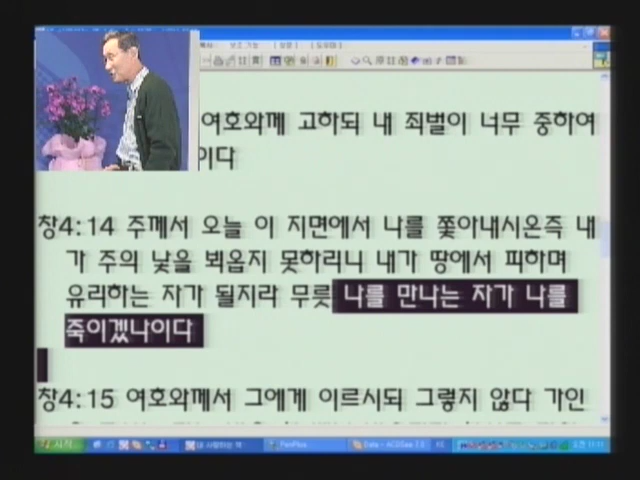 여호와께 고하되 내 죄벌이 너무 중하여
이다
창4:14 주께서 오늘 이 지면에서 나를 쫓아내시온즉 내
가 주의 낯을 뵈옵지 못하리니 내가 땅에서 피하며
유리하는 자가 될지라 무릇 나를 만나는 자가 나를
죽이겠나이다
창4:15 여호와께서 그에게 이르시되 그렇지 않다 가인
시작